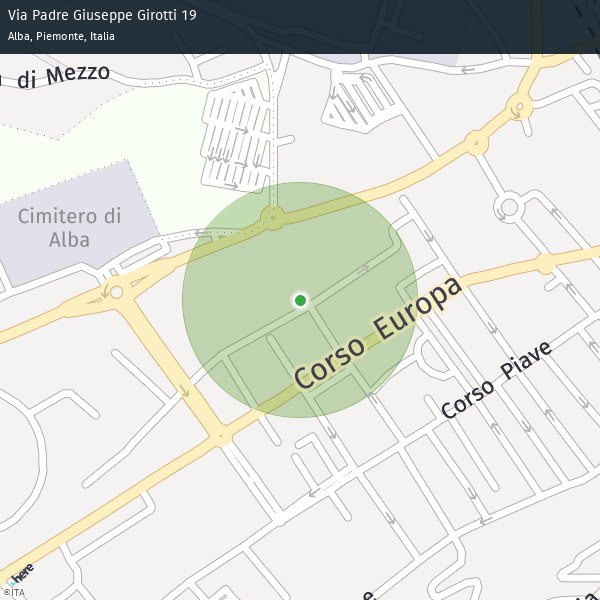 Via Padre Giuseppe Girotti 19
Alba, Piemonte, Italia
di Mezzo
Cimitero di
Alba
Corso Europa
Corso Piave
here
©ITA